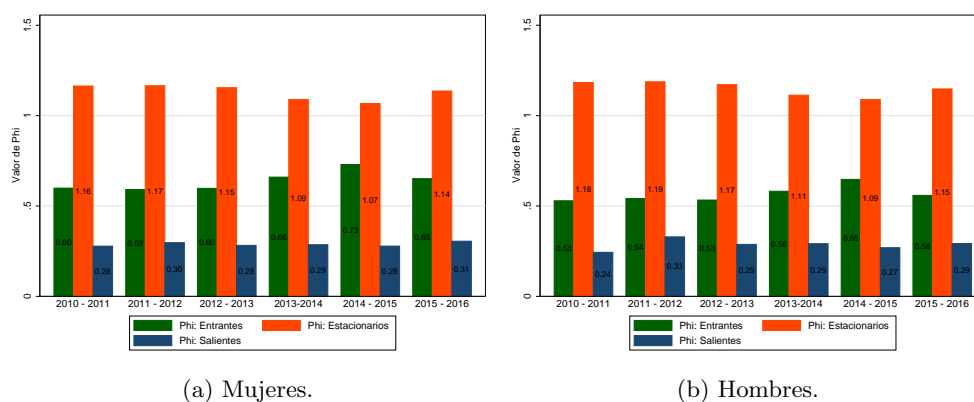 Valor de Phi
0 .5 1 1.5
0.60 1.16 0.28 0.59 1.17 0.30 0.60 1.15 0.28 0.66 1.09 0.29 0.73 1.07 0.28 0.65 1.14 0.31
2010 - 2011 2011 - 2012 2012 - 2013 2013-2014 2014 - 2015 2015 - 2016
Phi: Entrantes Phi: Estacionarios
Phi: Salientes
(a) Mujeres.
Valor de Phi
0 .5 1 1.5
0.53 1.18 0.24 0.54 1.19 0.33 0.53 1.17 0.29 0.58 1.11 0.29 0.65 1.09 0.27 0.56 1.15 0.29
2010 - 2011 2011 - 2012 2012 - 2013 2013-2014 2014 - 2015 2015 - 2016
Phi: Entrantes Phi: Estacionarios
Phi: Salientes
(b) Hombres.